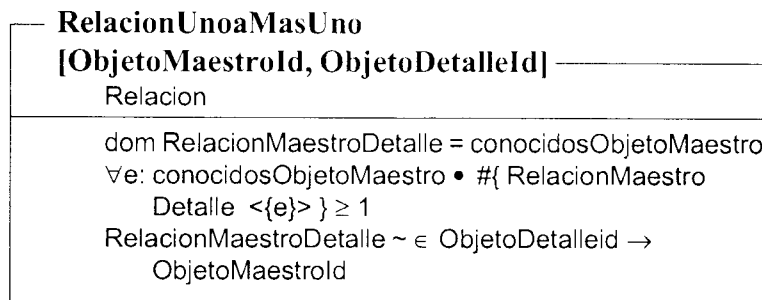 RelacionUnoaMasUno
[ObjetoMaestroId, ObjetoDetalleId]
Relacion
dom RelacionMaestroDetalle = conocidosObjetoMaestro
∀e: conocidosObjetoMaestro • #{ RelacionMaestro
Detalle <{e}> } ≥ 1
RelacionMaestroDetalle ~ ∈ ObjetoDetalleid →
ObjetoMaestroId